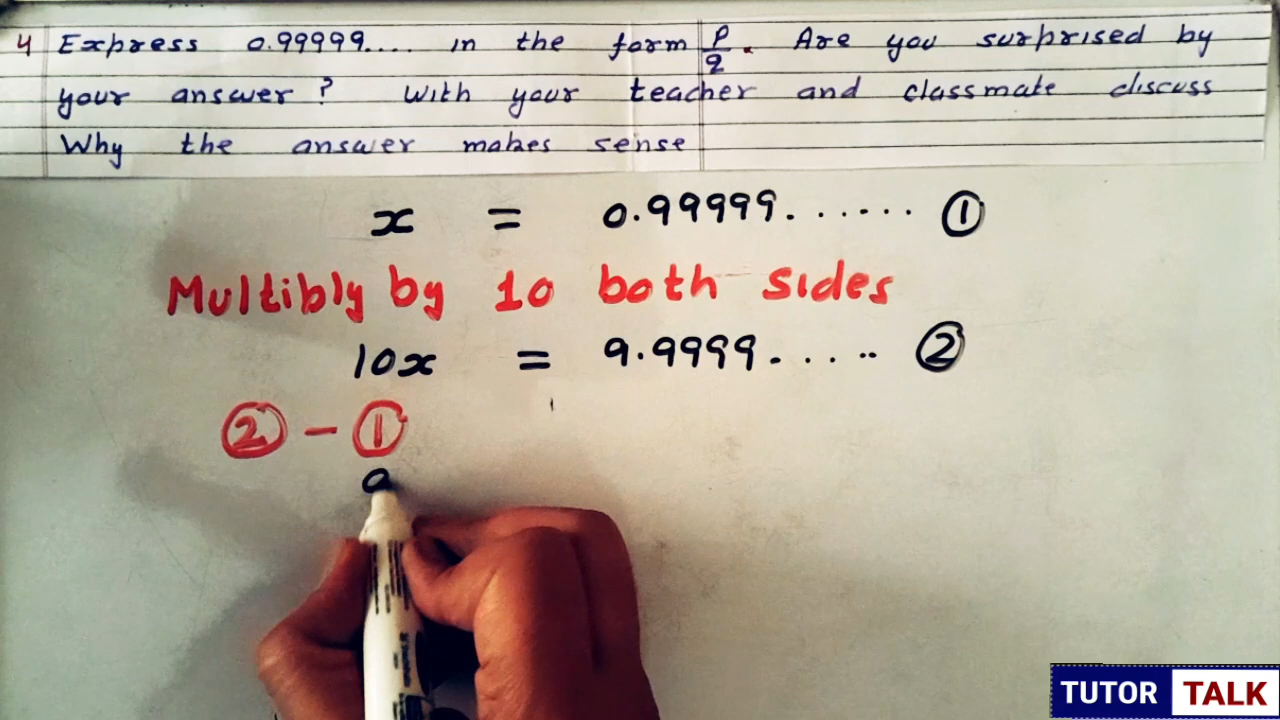 4 Express 0.99999.... in the form p/q. Are you surprised by
your answer ? With your teacher and classmate discuss
Why the answer makes sense
x = 0.99999....... ①
Multibly by 10 both sides
10x = 9.9999...... ②
② - ①
TUTOR TALK